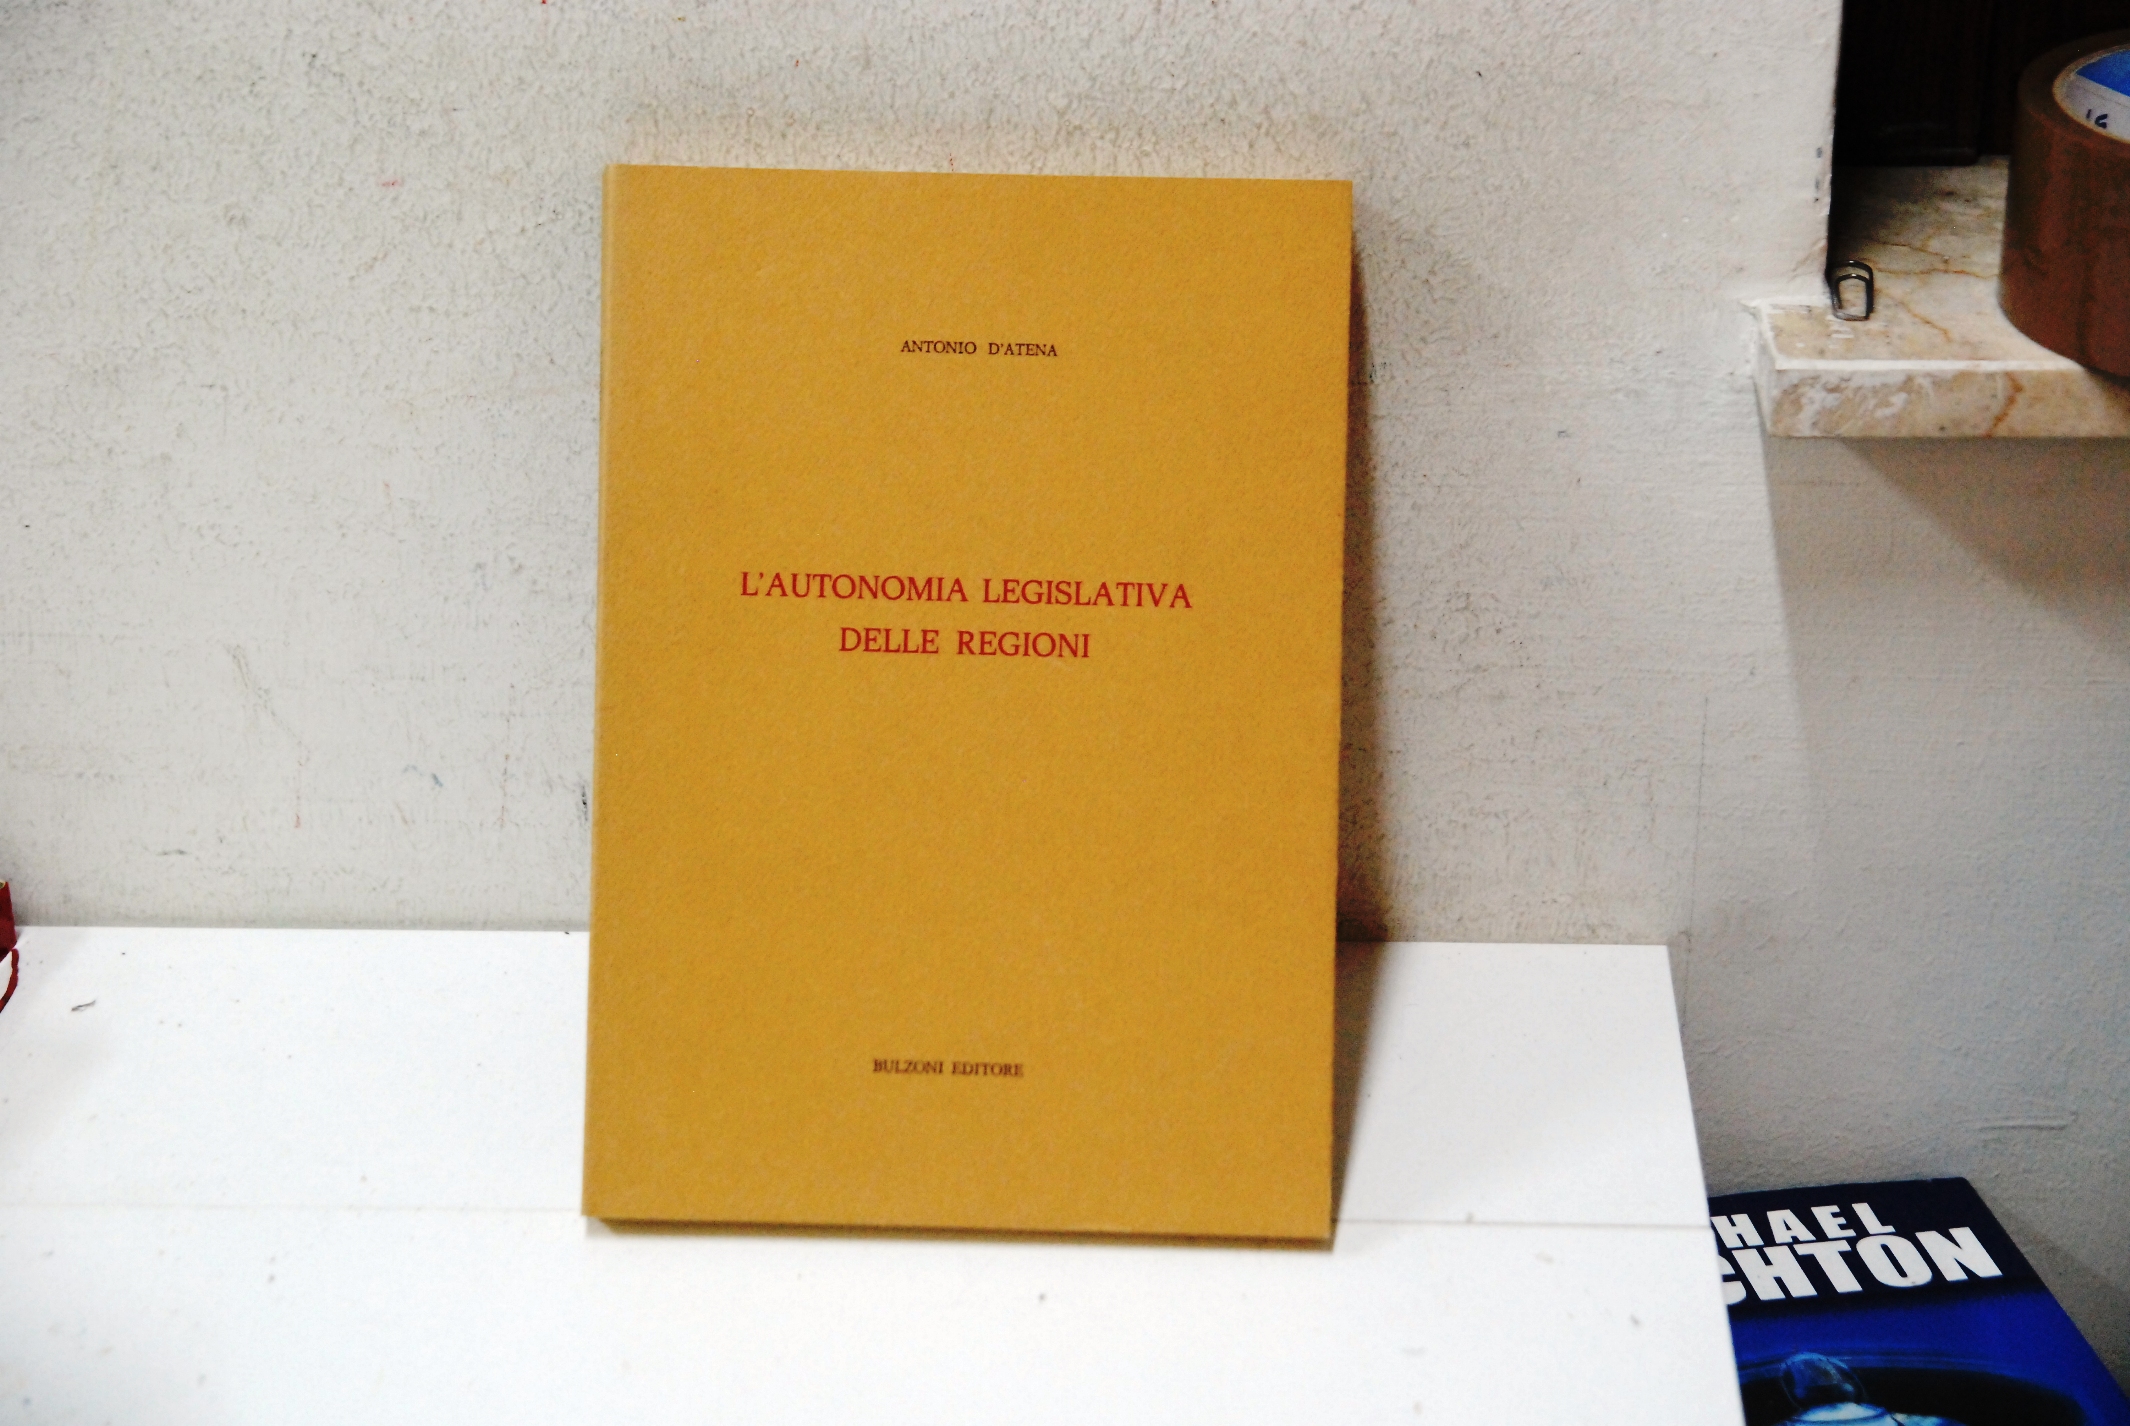 ANTONIO D'ATENA
L'AUTONOMIA LEGISLATIVA
DELLE REGIONI
BULZONI EDITORE
HAEL
CHTON